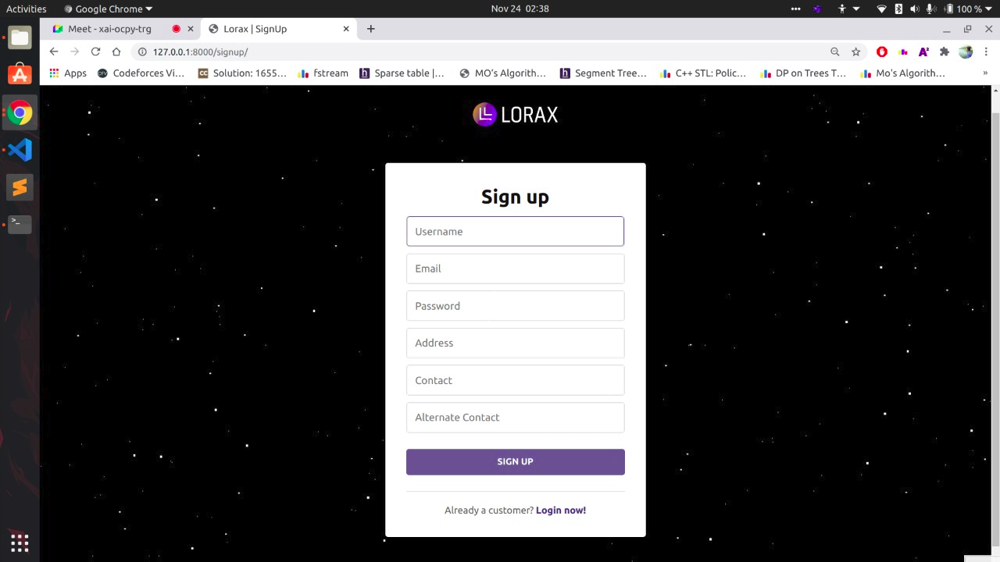 Activities Google Chrome Nov 24 02:38 100 %
Meet - xai-ocpy-trg Lorax | SignUp
127.0.0.1:8000/signup/
Apps Codeforces Vi... Solution: 1655... fstream Sparse table |... MO's Algorith... Segment Tree... C++ STL: Polic... DP on Trees T... Mo's Algorith... »
LORAX
Sign up
Username
Email
Password
Address
Contact
Alternate Contact
SIGN UP
Already a customer? Login now!